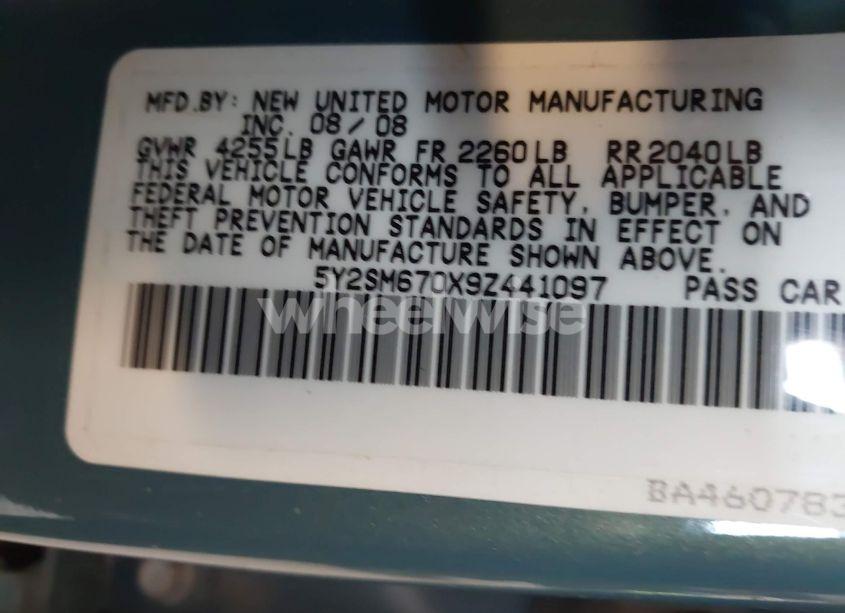 MFD.BY: NEW UNITED MOTOR MANUFACTURING
INC. 08/08
GVWR 4255LB GAWR FR 2260LB RR2040LB
THIS VEHICLE CONFORMS TO ALL APPLICABLE
FEDERAL MOTOR VEHICLE SAFETY, BUMPER, AND
THEFT PREVENTION STANDARDS IN EFFECT ON
THE DATE OF MANUFACTURE SHOWN ABOVE.
5Y2SM670X9Z441097 PASS CAR
wheelwise
BA460783